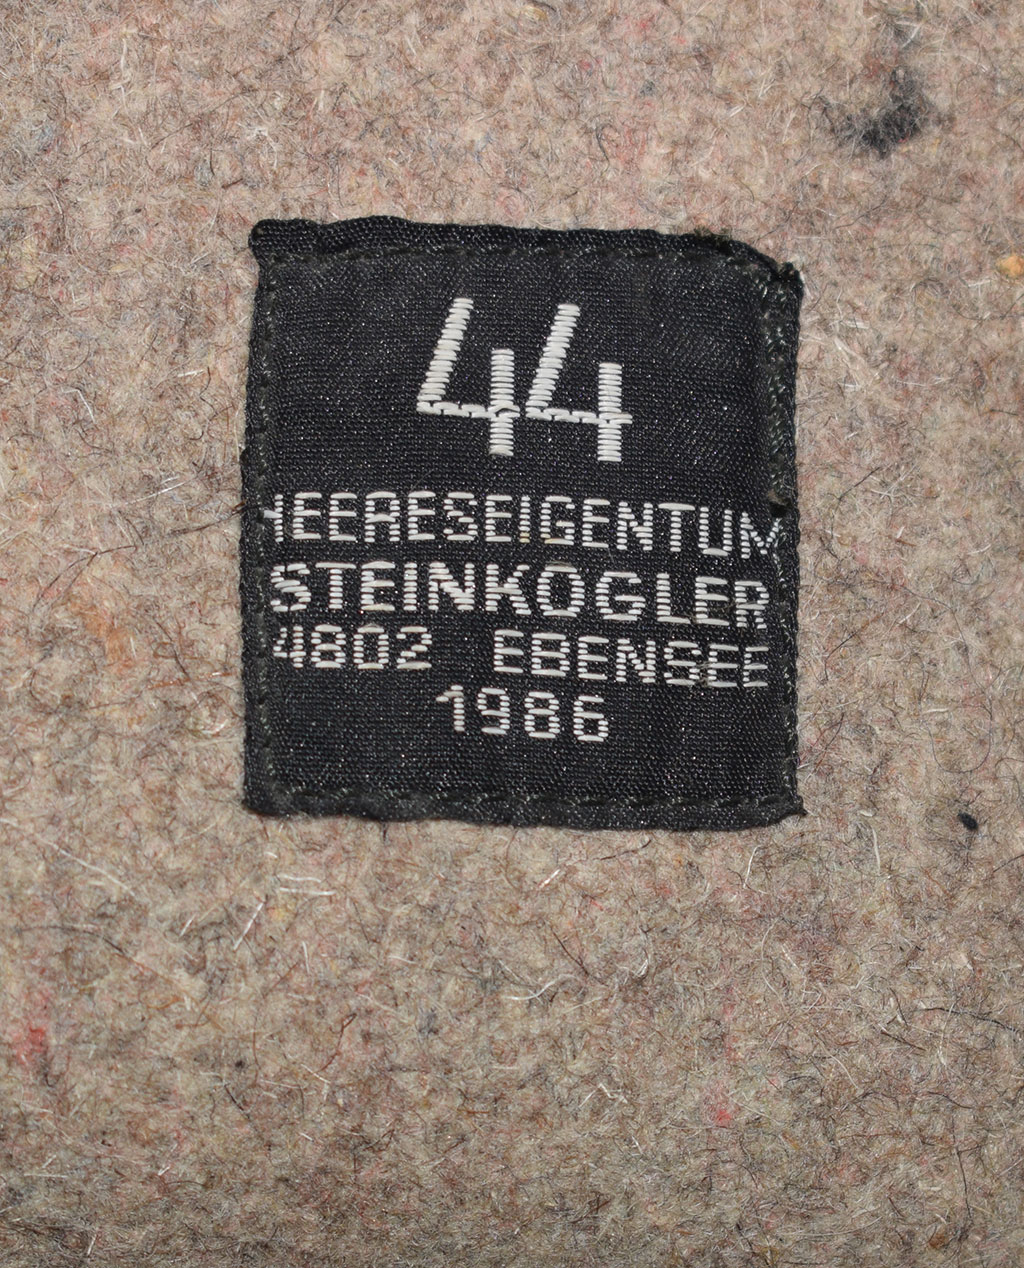 44
HEERESEIGENTUM
STEINKOGLER
4802 EBENSEE
1986